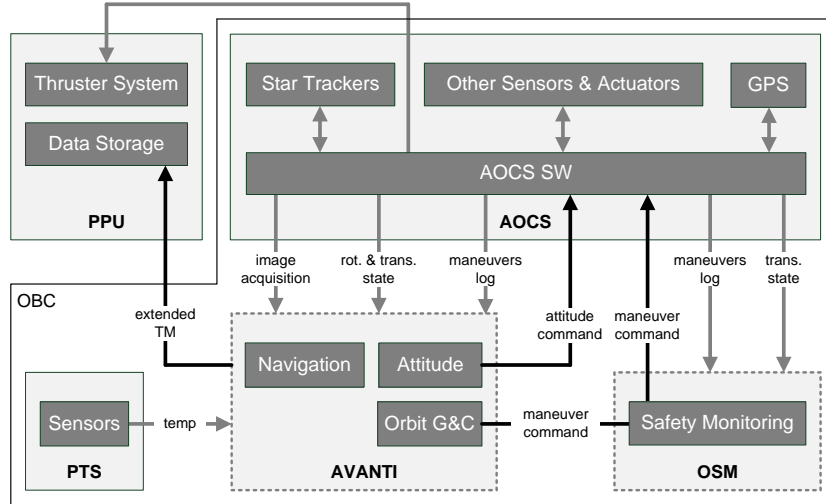 Thruster System
Data Storage
PPU
Star Trackers
Other Sensors & Actuators
GPS
AOCS SW
AOCS
image
acquisition
rot. & trans.
state
maneuvers
log
attitude
command
maneuver
command
maneuvers
log
trans.
state
OBC
extended
TM
Navigation
Attitude
Orbit G&C
AVANTI
maneuver
command
Safety Monitoring
OSM
Sensors
PTS
temp